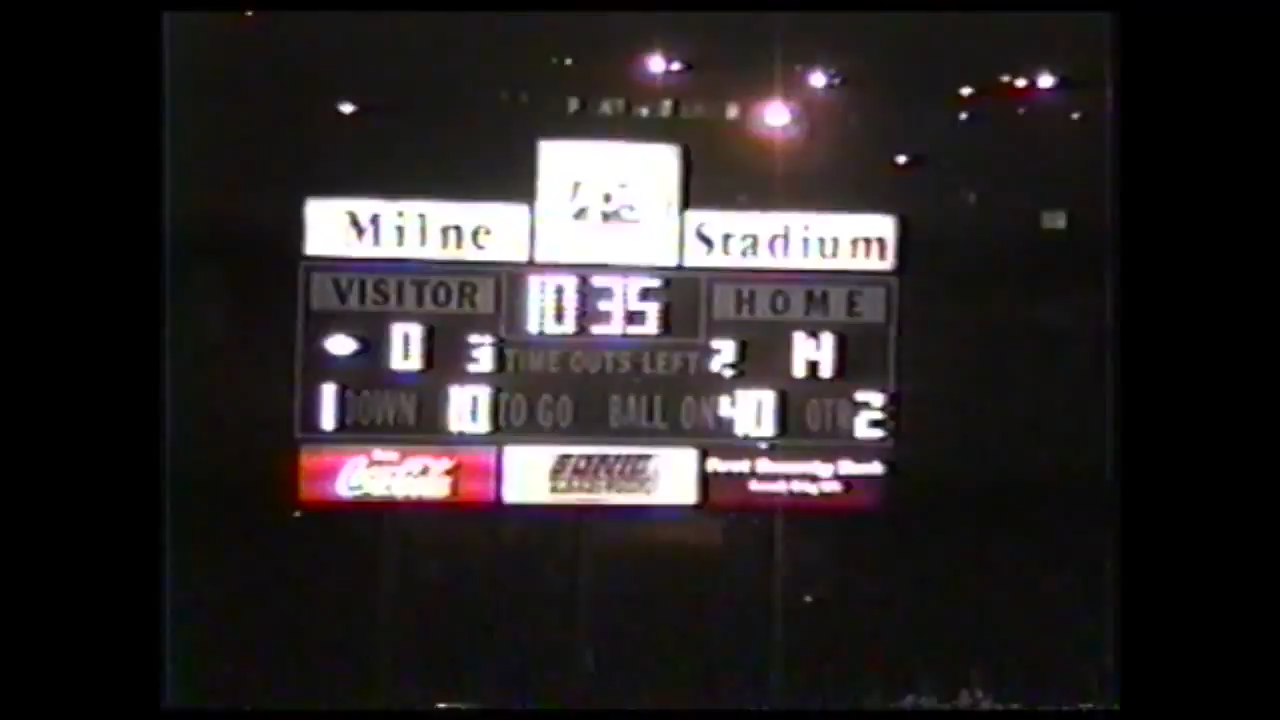 Milne Stadium
VISITOR 10 35 HOME
0 3 TIME OUTS LEFT 2 14
1 DOWN 10 TO GO BALL ON 40 QTR 2
Coca-Cola SONIC